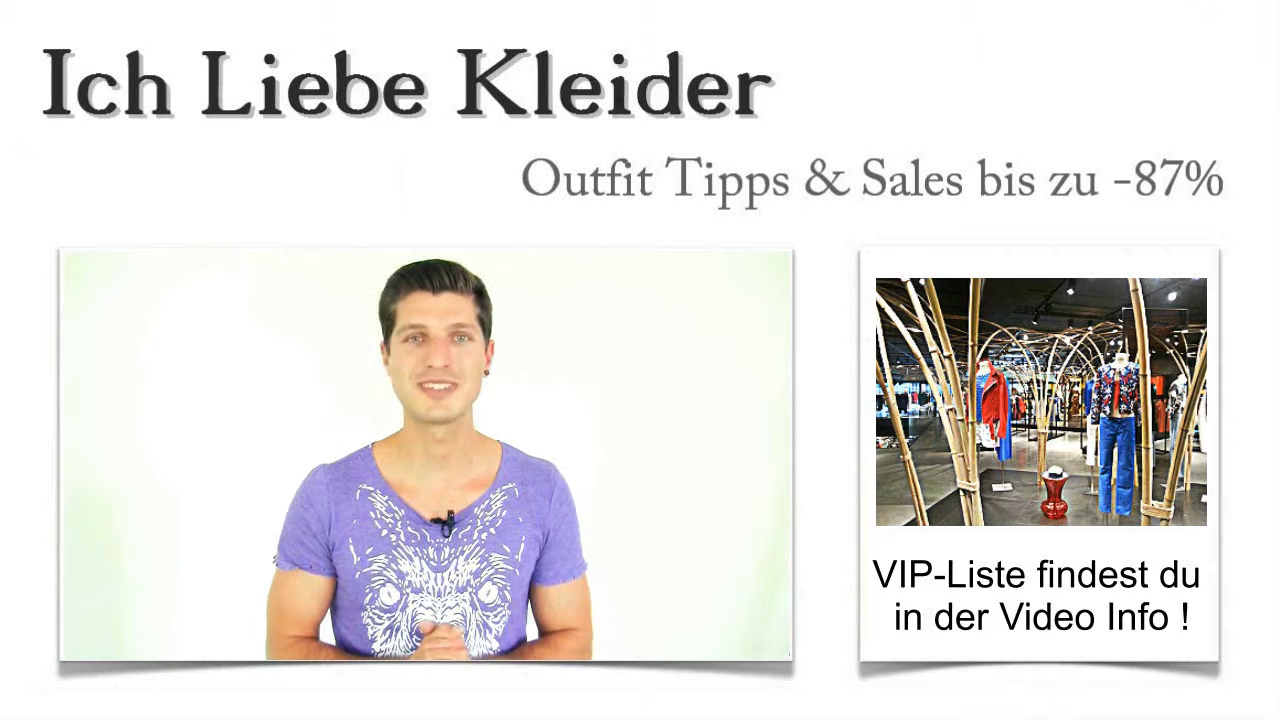 Ich Liebe Kleider
Outfit Tipps & Sales bis zu -87%
VIP-Liste findest du
in der Video Info !